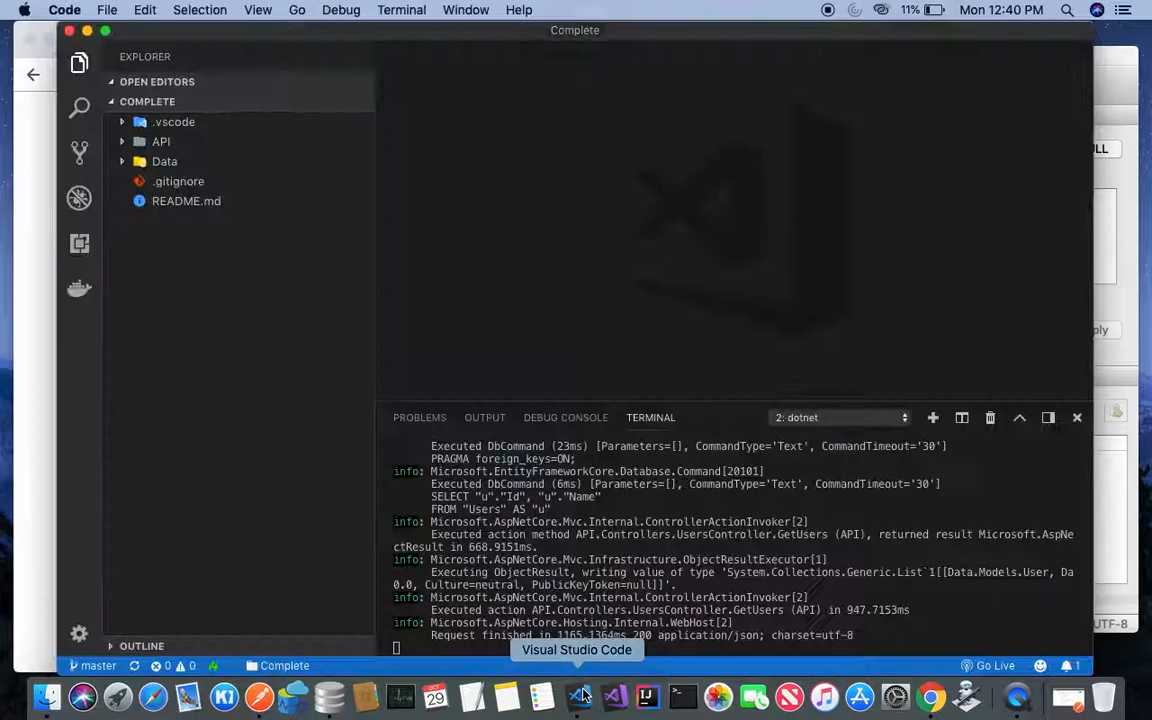 Code File Edit Selection View Go Debug Terminal Window Help 11% Mon 12:40 PM
Complete
EXPLORER
OPEN EDITORS
COMPLETE
.vscode
API
Data
.gitignore
README.md
OUTLINE
PROBLEMS OUTPUT DEBUG CONSOLE TERMINAL 2: dotnet
Executed DbCommand (23ms) [Parameters=[], CommandType='Text', CommandTimeout='30']
PRAGMA foreign_keys=ON;
info: Microsoft.EntityFrameworkCore.Database.Command[20101]
Executed DbCommand (6ms) [Parameters=[], CommandType='Text', CommandTimeout='30']
SELECT "u"."Id", "u"."Name"
FROM "Users" AS "u"
info: Microsoft.AspNetCore.Mvc.Internal.ControllerActionInvoker[2]
Executed action method API.Controllers.UsersController.GetUsers (API), returned result Microsoft.AspNe
ctResult in 668.9151ms.
info: Microsoft.AspNetCore.Mvc.Infrastructure.ObjectResultExecutor[1]
Executing ObjectResult, writing value of type 'System.Collections.Generic.List`1[[Data.Models.User, Da
0.0, Culture=neutral, PublicKeyToken=null]]'.
info: Microsoft.AspNetCore.Mvc.Internal.ControllerActionInvoker[2]
Executed action API.Controllers.UsersController.GetUsers (API) in 947.7153ms
info: Microsoft.AspNetCore.Hosting.Internal.WebHost[2]
Request finished in 1165.1364ms 200 application/json; charset=utf-8
Visual Studio Code
master 0 0 Complete Go Live 1
LL
ply
UTF-8
OCT
29